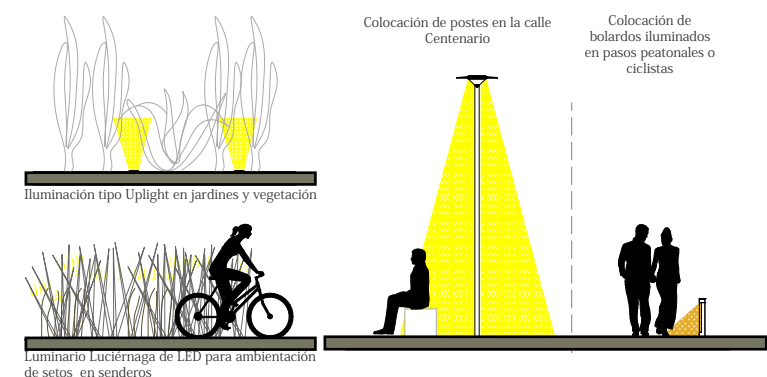 Colocación de postes en la calle
Centenario
Colocación de
bolardos iluminados
en pasos peatonales o
ciclistas
Iluminación tipo Uplight en jardines y vegetación
Luminario Luciérnaga de LED para ambientación
de setos en senderos